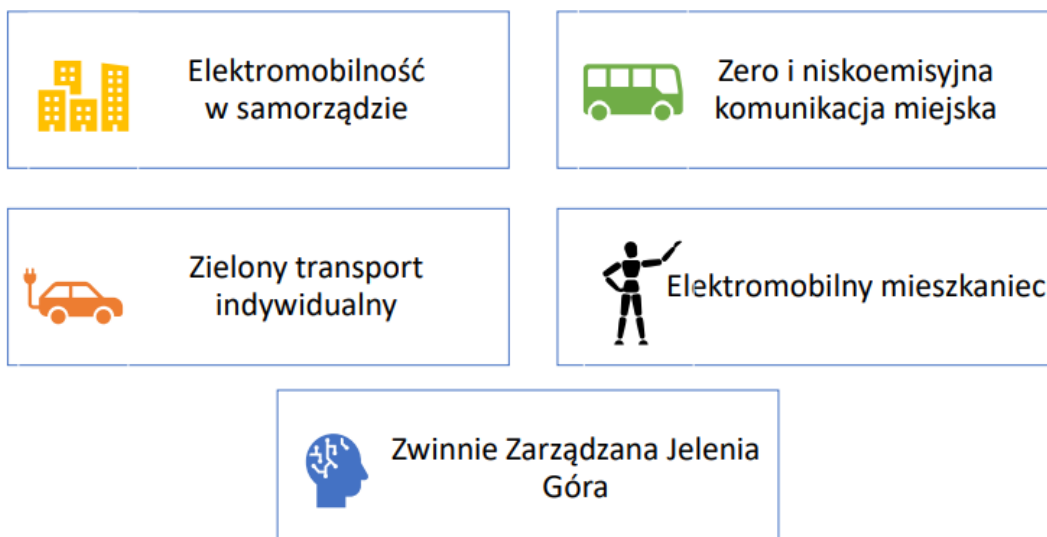 Elektromobilność
w samorządzie
Zero i niskoemisyjna
komunikacja miejska
Zielony transport
indywidualny
Elektromobilny mieszkaniec
Zwinnie Zarządzana Jelenia
Góra